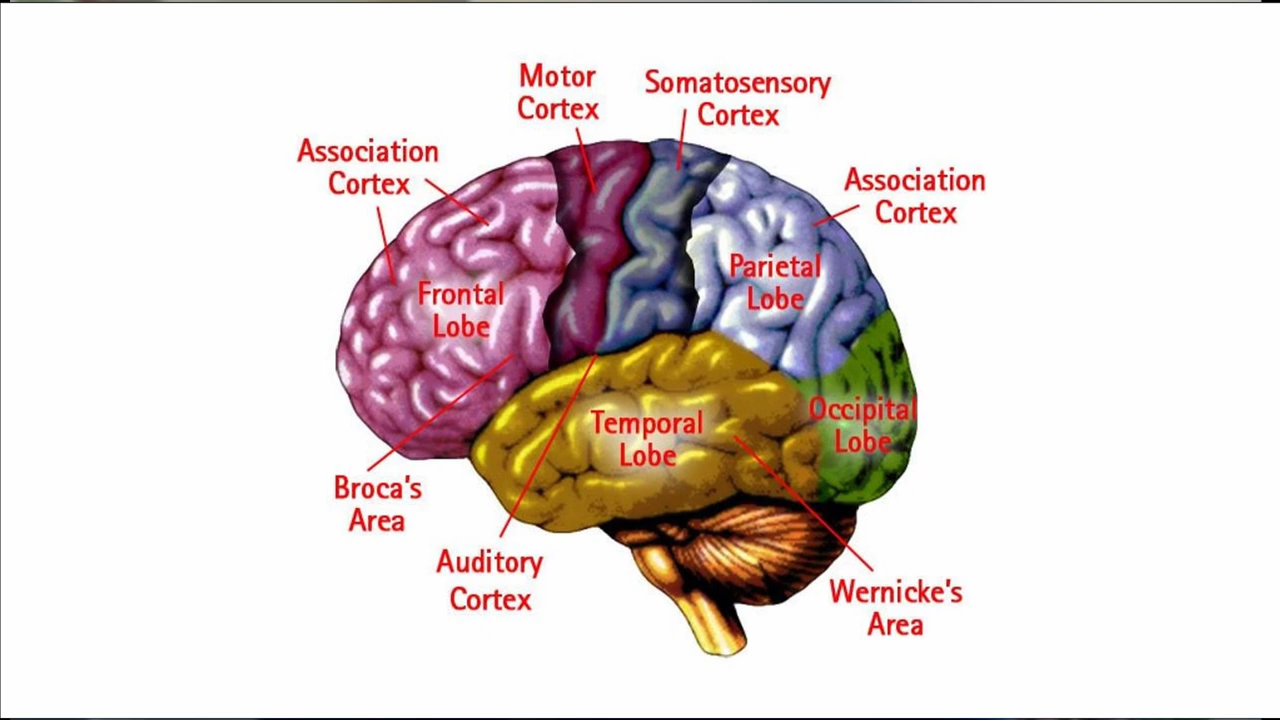 Motor
Cortex
Somatosensory
Cortex
Association
Cortex
Association
Cortex
Parietal
Lobe
Frontal
Lobe
Temporal
Lobe
Occipital
Lobe
Broca's
Area
Auditory
Cortex
Wernicke's
Area